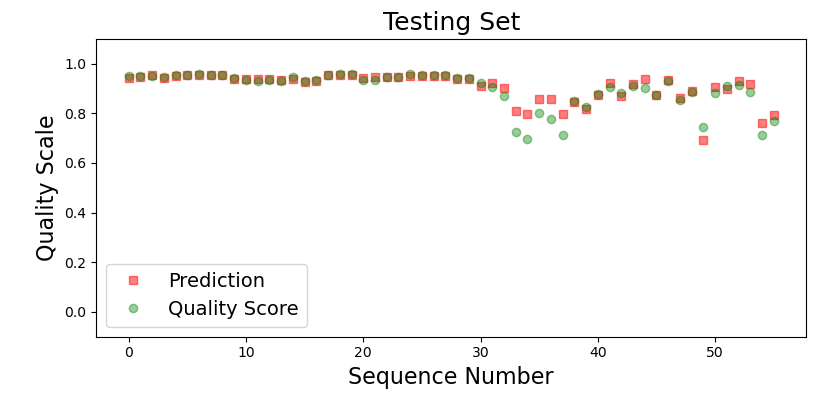 Testing Set
Quality Scale
1.0
0.8
0.6
0.4
0.2
0.0
Prediction
Quality Score
0 10 20 30 40 50
Sequence Number